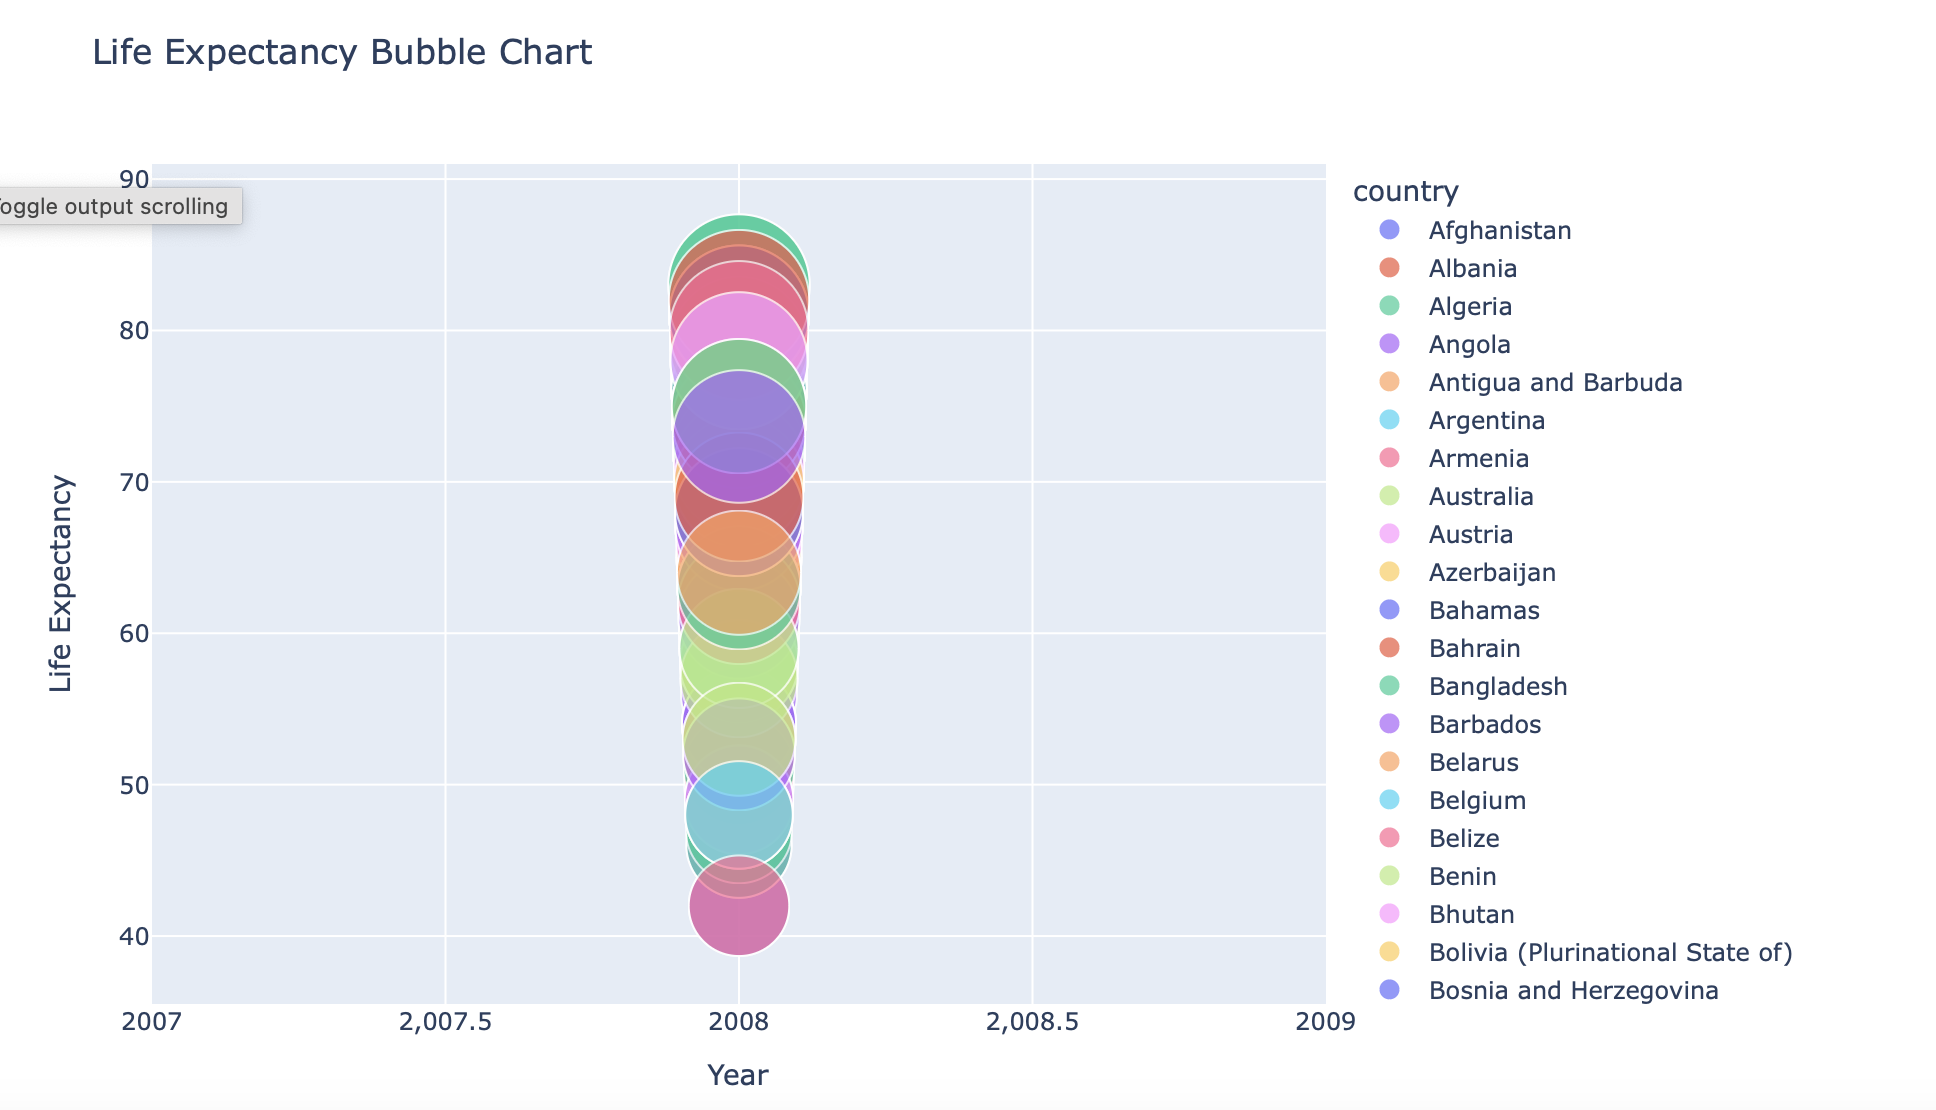 Life Expectancy Bubble Chart
90
oggle output scrolling
80
70
60
50
40
Life Expectancy
2007
2,007.5
2008
2,008.5
2009
Year
country
Afghanistan
Albania
Algeria
Angola
Antigua and Barbuda
Argentina
Armenia
Australia
Austria
Azerbaijan
Bahamas
Bahrain
Bangladesh
Barbados
Belarus
Belgium
Belize
Benin
Bhutan
Bolivia (Plurinational State of)
Bosnia and Herzegovina